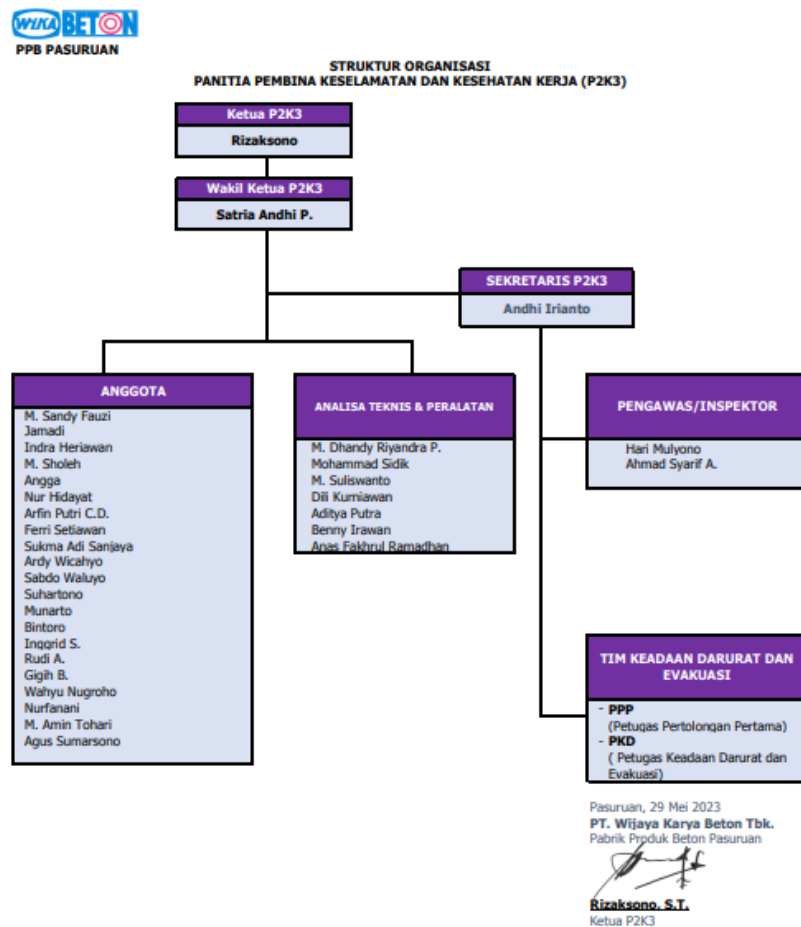 WIKA BETON
PPB PASURUAN
STRUKTUR ORGANISASI
PANITIA PEMBINA KESELAMATAN DAN KESEHATAN KERJA (P2K3)
Ketua P2K3
Rizaksono
Wakil Ketua P2K3
Satria Andhi P.
SEKRETARIS P2K3
Andhi Irianto
ANGGOTA
M. Sandy Fauzi
Jamadi
Indra Heriawan
M. Sholeh
Angga
Nur Hidayat
Arfin Putri C.D.
Ferri Setiawan
Sukma Adi Sanjaya
Ardy Wicahyo
Sabdo Waluyo
Suhartono
Munarto
Bintoro
Inggrid S.
Rudi A.
Gigih B.
Wahyu Nugroho
Nurfanani
M. Amin Tohari
Agus Sumarsono
ANALISA TEKNIS & PERALATAN
M. Dhandy Riyandra P.
Mohammad Sidik
M. Suliswanto
Dili Kurniawan
Aditya Putra
Benny Irawan
Anas Fakhrul Ramadhan
PENGAWAS/INSPEKTOR
Hari Mulyono
Ahmad Syarif A.
TIM KEADAAN DARURAT DAN
EVAKUASI
- PPP
(Petugas Pertolongan Pertama)
- PKD
( Petugas Keadaan Darurat dan
Evakuasi)
Pasuruan, 29 Mei 2023
PT. Wijaya Karya Beton Tbk.
Pabrik Produk Beton Pasuruan
Rizaksono, S.T.
Ketua P2K3